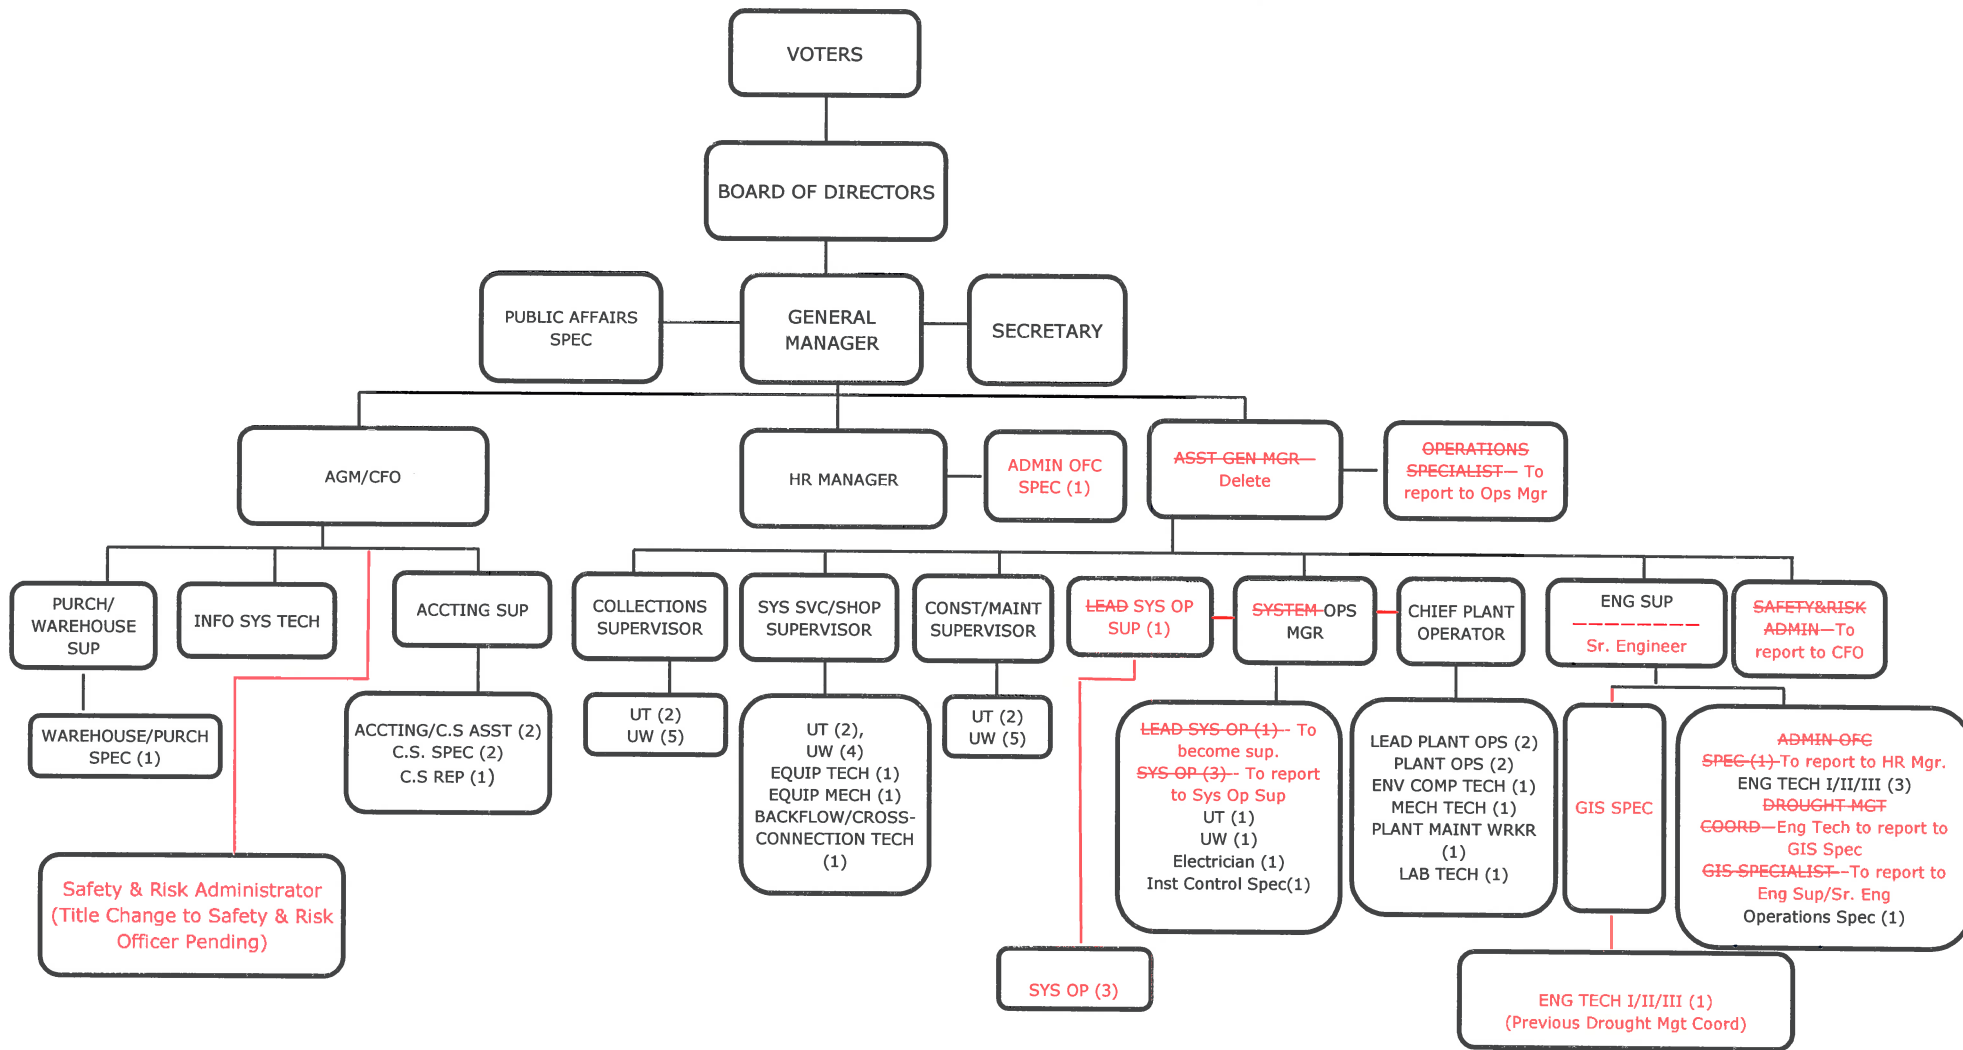 VOTERS
BOARD OF DIRECTORS
PUBLIC AFFAIRS
SPEC
GENERAL
MANAGER
SECRETARY
AGM/CFO
HR MANAGER
ADMIN OFC
SPEC (1)
ASST GEN MGR –
Delete
OPERATIONS
SPECIALIST – To
report to Ops Mgr
PURCH/
WAREHOUSE
SUP
INFO SYS TECH
ACCTING SUP
COLLECTIONS
SUPERVISOR
SYS SVC/SHOP
SUPERVISOR
CONST/MAINT
SUPERVISOR
LEAD SYS OP
SUP (1)
SYSTEM OPS
MGR
CHIEF PLANT
OPERATOR
ENG SUP
_ _ _ _ _ _ _ _ _
Sr. Engineer
SAFETY&RISK
ADMIN – To
report to CFO
WAREHOUSE/PURCH
SPEC (1)
ACCTING/C.S ASST (2)
C.S. SPEC (2)
C.S REP (1)
UT (2)
UW (5)
UT (2),
UW (4)
EQUIP TECH (1)
EQUIP MECH (1)
BACKFLOW/CROSS-
CONNECTION TECH
(1)
UT (2)
UW (5)
LEAD SYS OP (1) - To
become sup.
SYS OP (3) - To report
to Sys Op Sup
UT (1)
UW (1)
Electrician (1)
Inst Control Spec(1)
LEAD PLANT OPS (2)
PLANT OPS (2)
ENV COMP TECH (1)
MECH TECH (1)
PLANT MAINT WRKR
(1)
LAB TECH (1)
GIS SPEC
ADMIN OFC
SPEC (1) To report to HR Mgr.
ENG TECH I/II/III (3)
DROUGHT MGT
COORD – Eng Tech to report to
GIS Spec
GIS SPECIALIST - To report to
Eng Sup/Sr. Eng
Operations Spec (1)
Safety & Risk Administrator
(Title Change to Safety & Risk
Officer Pending)
SYS OP (3)
ENG TECH I/II/III (1)
(Previous Drought Mgt Coord)